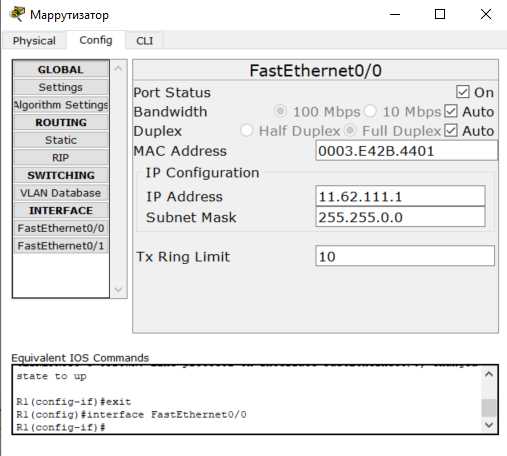 Маррутизатор
Physical Config CLI
GLOBAL
Settings
Algorithm Settings
ROUTING
Static
RIP
SWITCHING
VLAN Database
INTERFACE
FastEthernet0/0
FastEthernet0/1
FastEthernet0/0
Port Status On
Bandwidth 100 Mbps 10 Mbps Auto
Duplex Half Duplex Full Duplex Auto
MAC Address 0003.E42B.4401
IP Configuration
IP Address 11.62.111.1
Subnet Mask 255.255.0.0
Tx Ring Limit 10
Equivalent IOS Commands
state to up
R1(config-if)#exit
R1(config)#interface FastEthernet0/0
R1(config-if)#